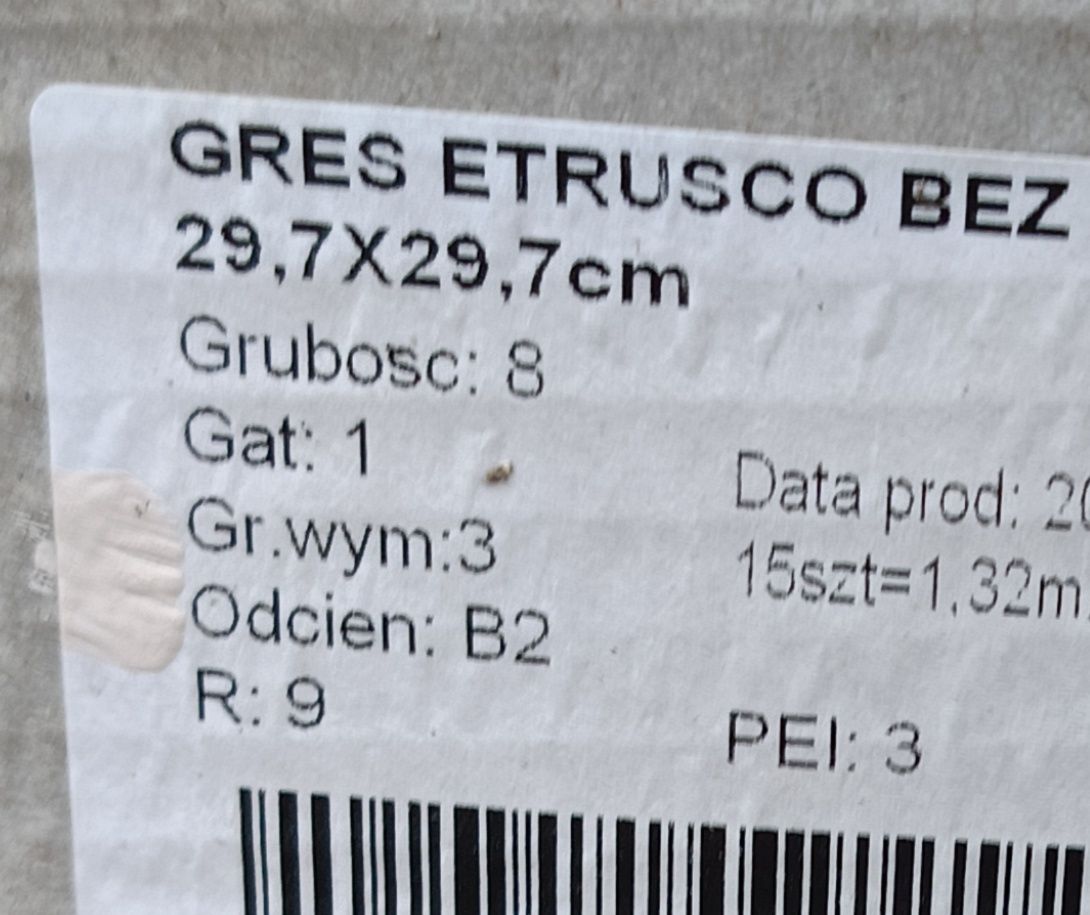 GRES ETRUSCO BEZ
29,7X29,7cm
Grubosc: 8
Gat: 1
Data prod: 20
Gr.wym:3
15szt=1,32m
Odcien: B2
R: 9
PEI: 3